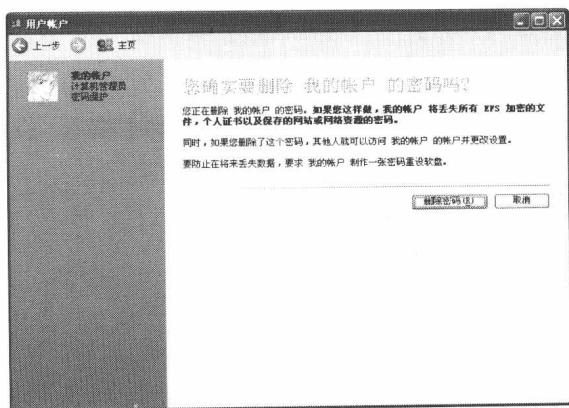 用户帐户
上一步 主页
我的帐户
计算机管理员
密码保护
您确实要删除 我的帐户 的密码吗?
您正在删除 我的帐户 的密码。如果您这样做，我的帐户 将丢失所有 EFS 加密的文
件，个人证书以及保存的网站或网络资源的密码。
同时，如果您删除了这个密码，其他人就可以访问 我的帐户 的帐户并更改设置。
要防止在将来丢失数据，要求 我的帐户 制作一张密码重设软盘。
删除密码(R) 取消